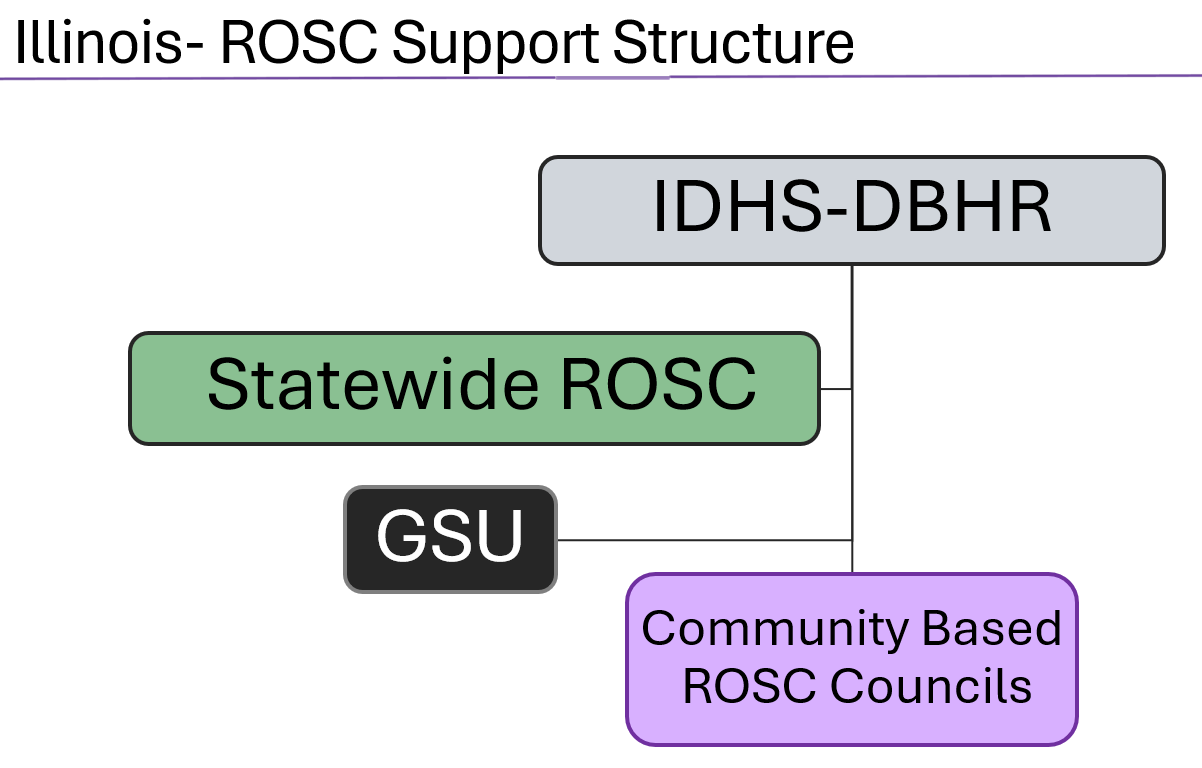 Illinois- ROSC Support Structure
IDHS-DBHR
Statewide ROSC
GSU
Community Based
ROSC Councils